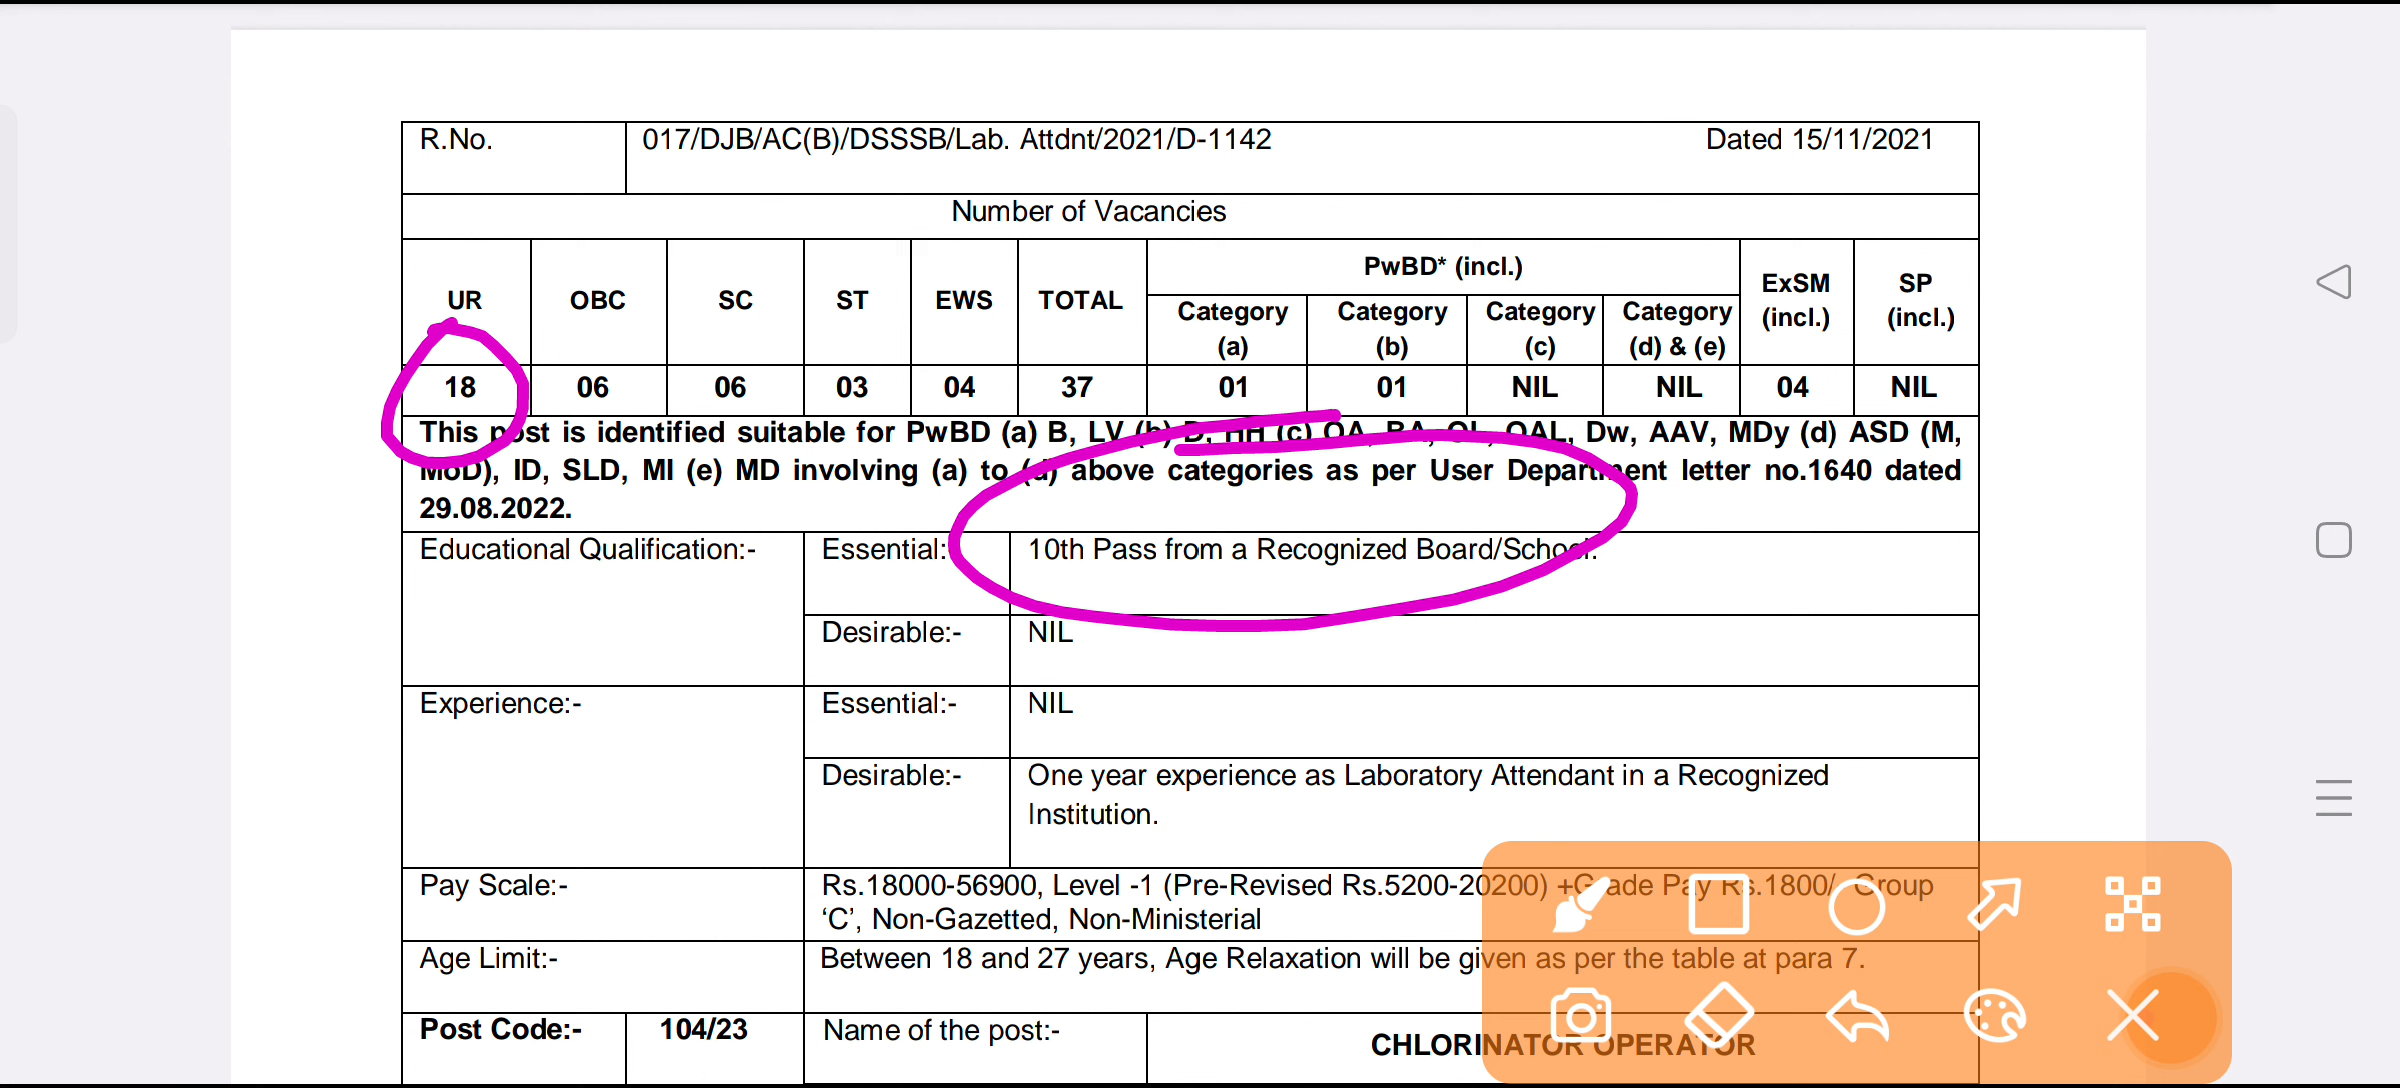 R.No. 017/DJB/AC(B)/DSSSB/Lab. Attdnt/2021/D-1142 Dated 15/11/2021
Number of Vacancies
UR OBC SC ST EWS TOTAL PwBD* (incl.) ExSM (incl.) SP (incl.)
Category (a) Category (b) Category (c) Category (d) & (e)
18 06 06 03 04 37 01 01 NIL NIL 04 NIL
This post is identified suitable for PwBD (a) B, LV (b) D, HH (c) OA, BA, OL, OAL, Dw, AAV, MDy (d) ASD (M,
MoD), ID, SLD, MI (e) MD involving (a) to (d) above categories as per User Department letter no.1640 dated
29.08.2022.
Educational Qualification:- Essential: 10th Pass from a Recognized Board/School.
Desirable:- NIL
Experience:- Essential:- NIL
Desirable:- One year experience as Laboratory Attendant in a Recognized
Institution.
Pay Scale:- Rs.18000-56900, Level -1 (Pre-Revised Rs.5200-20200) +Grade Pay Rs.1800/- Group
‘C’, Non-Gazetted, Non-Ministerial
Age Limit:- Between 18 and 27 years, Age Relaxation will be given as per the table at para 7.
Post Code:- 104/23 Name of the post:- CHLORINATOR OPERATOR